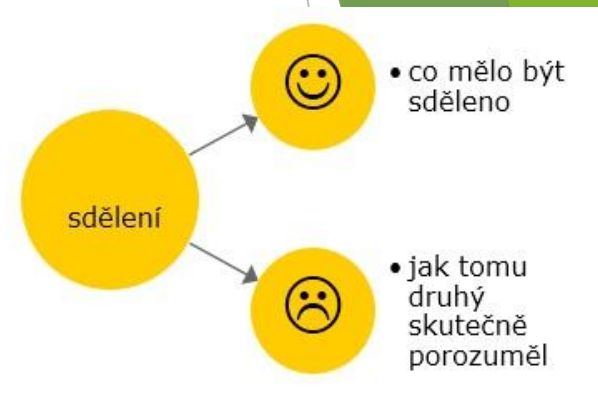 • co mělo být
sděleno
sdělení
• jak tomu
druhý
skutečně
porozuměl